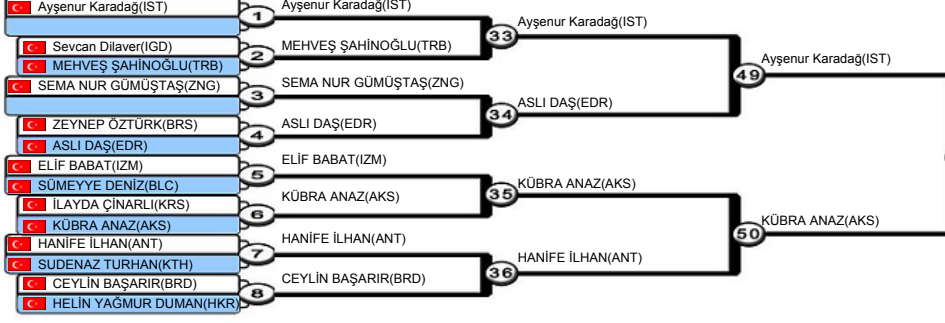 Ayşenur Karadağ(IST)
1
Ayşenur Karadağ(IST)
Sevcan Dilaver(IGD)
MEHVEŞ ŞAHİNOĞLU(TRB)
2
MEHVEŞ ŞAHİNOĞLU(TRB)
33
Ayşenur Karadağ(IST)
SEMA NUR GÜMÜŞTAŞ(ZNG)
3
SEMA NUR GÜMÜŞTAŞ(ZNG)
ZEYNEP ÖZTÜRK(BRS)
ASLI DAŞ(EDR)
4
ASLI DAŞ(EDR)
34
ASLI DAŞ(EDR)
49
Ayşenur Karadağ(IST)
ELİF BABAT(IZM)
SÜMEYYE DENİZ(BLC)
5
ELİF BABAT(IZM)
İLAYDA ÇİNARLI(KRS)
KÜBRA ANAZ(AKS)
6
KÜBRA ANAZ(AKS)
35
KÜBRA ANAZ(AKS)
HANİFE İLHAN(ANT)
SUDENAZ TURHAN(KTH)
7
HANİFE İLHAN(ANT)
CEYLİN BAŞARIR(BRD)
HELİN YAĞMUR DUMAN(HKR)
8
CEYLİN BAŞARIR(BRD)
36
HANİFE İLHAN(ANT)
50
KÜBRA ANAZ(AKS)